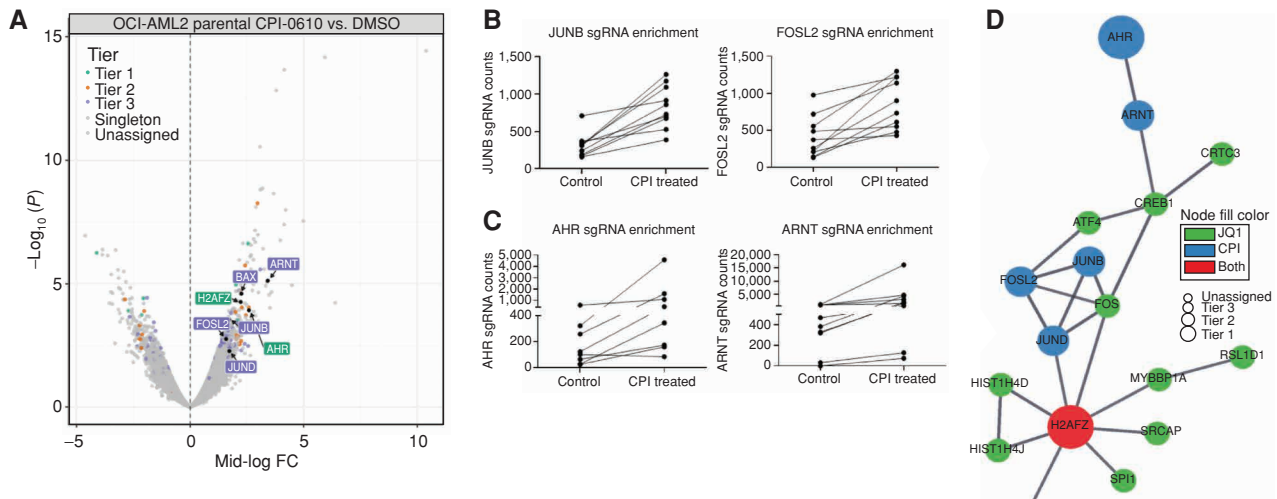 A
OCI-AML2 parental CPI-0610 vs. DMSO
Tier
Tier 1
Tier 2
Tier 3
Singleton
Unassigned
15
10
5
0
−Log10 (P)
−5
0
5
10
Mid-log FC
ARNT
BAX
H2AFZ
FOSL2
JUNB
AHR
JUND
B
JUNB sgRNA enrichment
JUNB sgRNA counts
1,500
1,000
500
0
Control
CPI treated
FOSL2 sgRNA enrichment
FOSL2 sgRNA counts
1,500
1,000
500
0
Control
CPI treated
C
AHR sgRNA enrichment
AHR sgRNA counts
5,000
4,000
3,000
2,000
1,000
400
200
0
Control
CPI treated
ARNT sgRNA enrichment
ARNT sgRNA counts
20,000
15,000
10,000
5,000
400
200
0
Control
CPI treated
D
AHR
ARNT
CRTC3
CREB1
ATF4
JUNB
FOSL2
FOS
JUND
RSL1D1
MYBBP1A
HIST1H4D
H2AFZ
SRCAP
HIST1H4J
SPI1
Node fill color
JQ1
CPI
Both
Unassigned
Tier 3
Tier 2
Tier 1